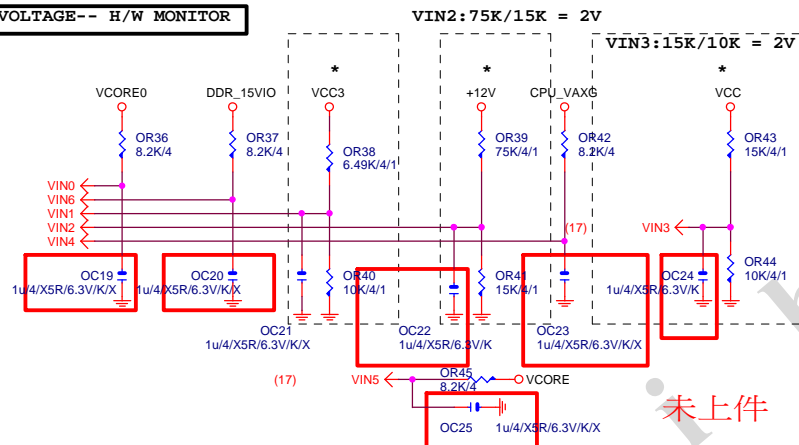 VOLTAGE-- H/W MONITOR
VIN2:75K/15K = 2V
VIN3:15K/10K = 2V
* * *
VCORE0 DDR_15VIO VCC3 +12V CPU_VAXG VCC
OR36
8.2K/4
OR37
8.2K/4
OR38
6.49K/4/1
OR39
75K/4/1
OR42
8.2K/4
OR43
15K/4/1
VIN0
VIN6
VIN1
VIN2
VIN4
(17)
VIN3
OC19
1u/4/X5R/6.3V/K/X
OC20
1u/4/X5R/6.3V/K/X
OR40
10K/4/1
OR41
15K/4/1
OC24
1u/4/X5R/6.3V/K
OR44
10K/4/1
OC21
1u/4/X5R/6.3V/K/X
OC22
1u/4/X5R/6.3V/K
OC23
1u/4/X5R/6.3V/K/X
(17)
VIN5
OR45
8.2K/4
VCORE
OC25
1u/4/X5R/6.3V/K/X
未上件